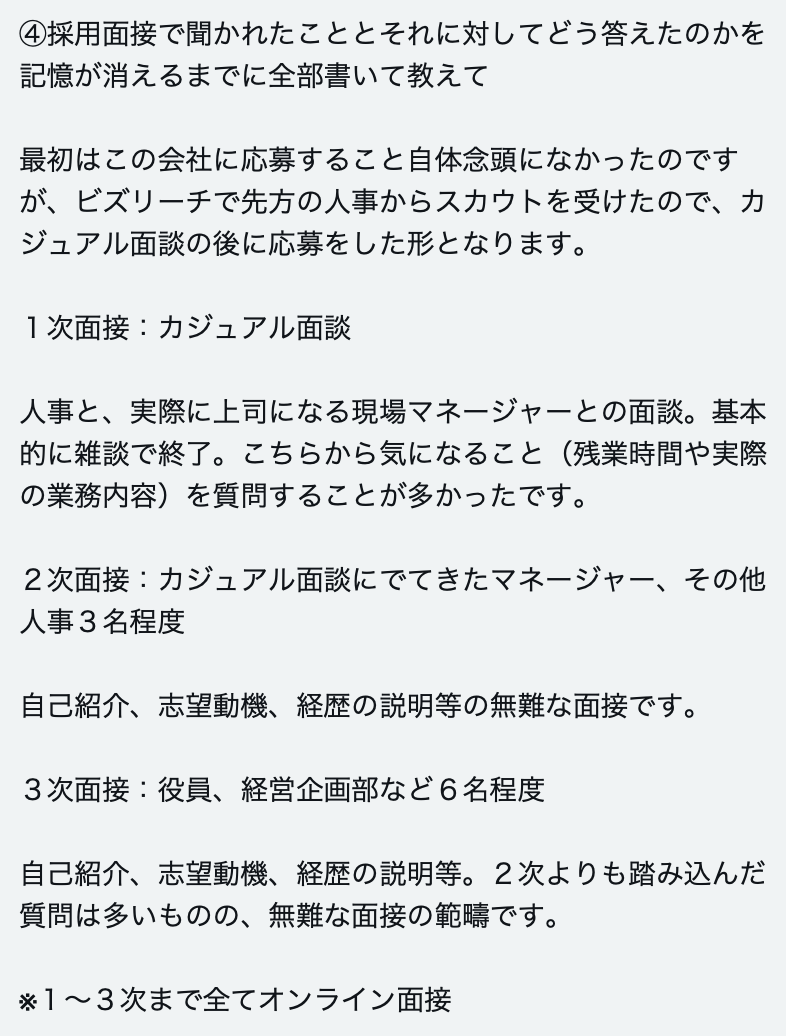 ④採用面接で聞かれたこととそれに対してどう答えたのかを
記憶が消えるまでに全部書いて教えて
最初はこの会社に応募すること自体念頭になかったのです
が、ビズリーチで先方の人事からスカウトを受けたので、カ
ジュアル面談の後に応募をした形となります。
１次面接：カジュアル面談
人事と、実際に上司になる現場マネージャーとの面談。基本
的に雑談で終了。こちらから気になること（残業時間や実際
の業務内容）を質問することが多かったです。
２次面接：カジュアル面談にでてきたマネージャー、その他
人事３名程度
自己紹介、志望動機、経歴の説明等の無難な面接です。
３次面接：役員、経営企画部など６名程度
自己紹介、志望動機、経歴の説明等。２次よりも踏み込んだ
質問は多いものの、無難な面接の範疇です。
※１〜３次まで全てオンライン面接